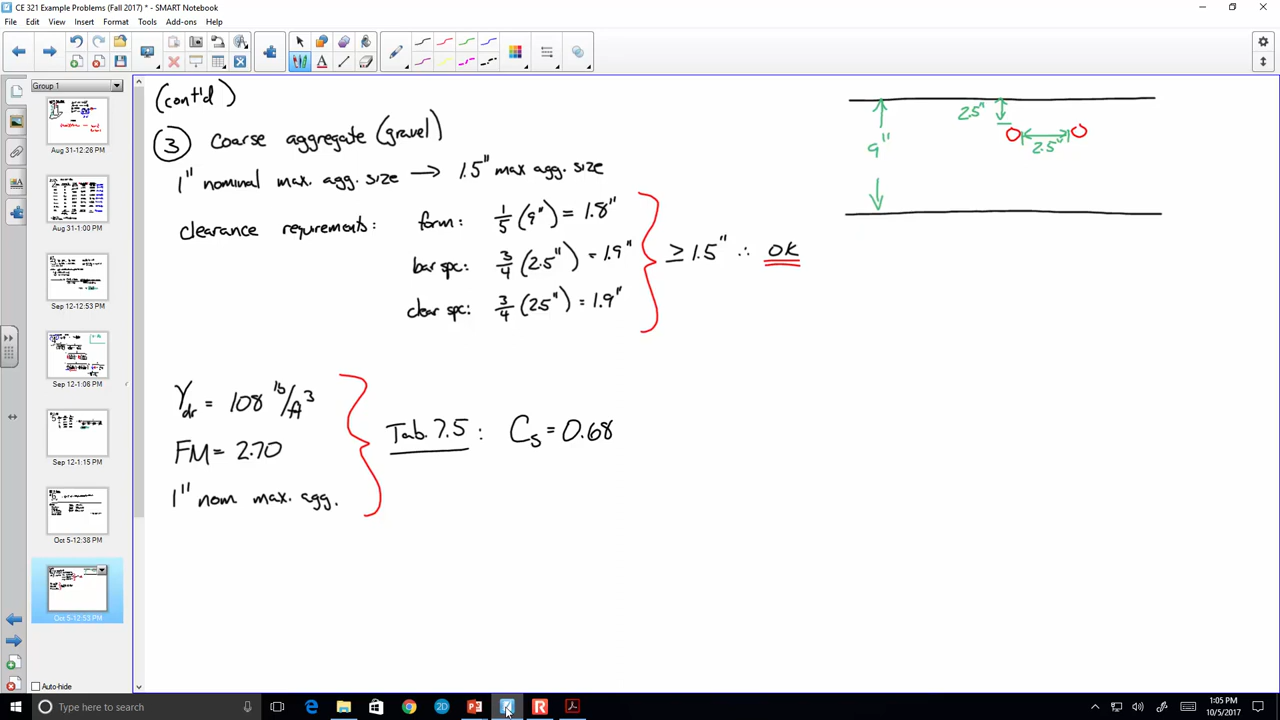 CE 321 Example Problems (Fall 2017) * - SMART Notebook
File Edit View Insert Format Tools Add-ons Help
Group 1
Aug 31-12:26 PM
Aug 31-1:00 PM
Sep 12-12:53 PM
Sep 12-1:06 PM
Sep 12-1:15 PM
Oct 5-12:38 PM
Oct 5-12:53 PM
Auto-hide
(cont'd)
③ Coarse aggregate (gravel)
1" nominal max. agg. size → 1.5" max agg. size
clearance requirements: form: 1/5 (9") = 1.8"
bar spc: 3/4 (2.5") = 1.9" ≥ 1.5" ∴ OK
clear spc: 3/4 (2.5") = 1.9"
γdr = 108 lb/ft³
FM = 2.70
1" nom max. agg.
Tab. 7.5 : Cs = 0.68
2.5"
9"
2.5"
Type here to search
1:05 PM
10/5/2017